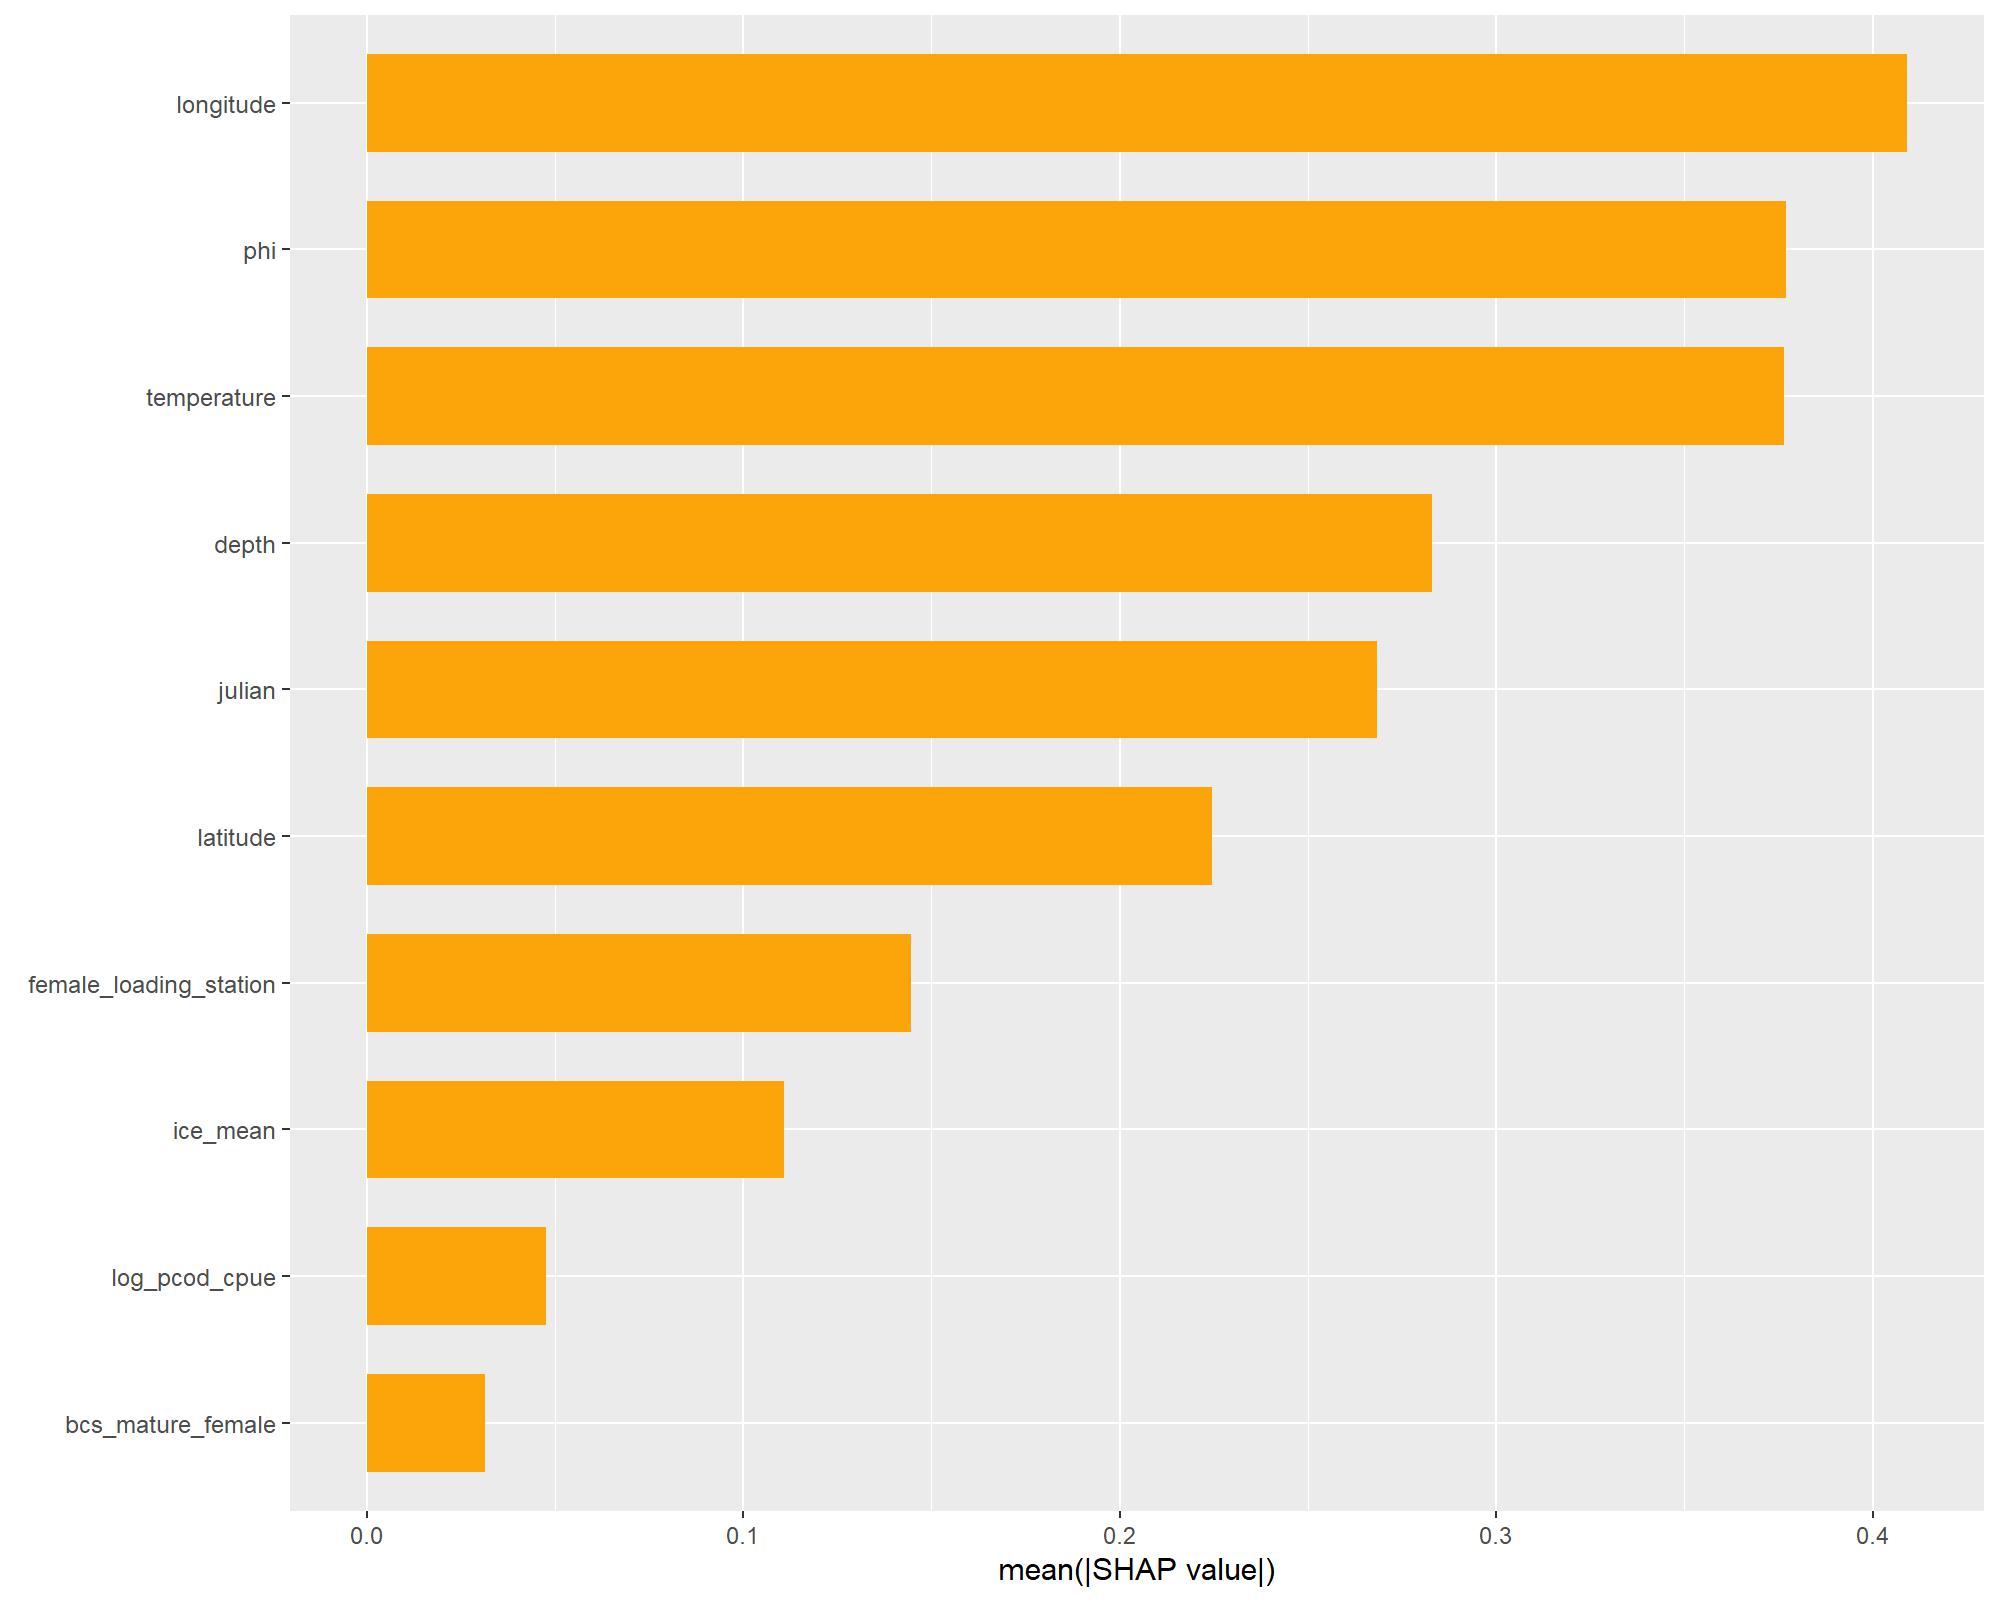 longitude
phi
temperature
depth
julian
latitude
female_loading_station
ice_mean
log_pcod_cpue
bcs_mature_female
0.0 0.1 0.2 0.3 0.4
mean(|SHAP value|)